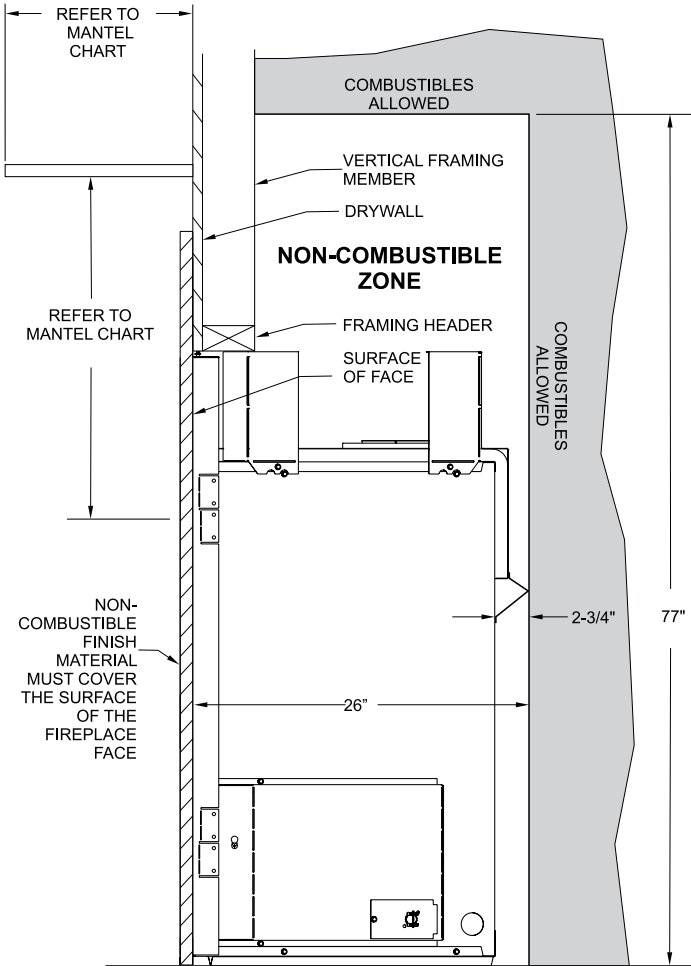 REFER TO
MANTEL
CHART
COMBUSTIBLES
ALLOWED
VERTICAL FRAMING
MEMBER
DRYWALL
NON-COMBUSTIBLE
ZONE
REFER TO
MANTEL CHART
FRAMING HEADER
SURFACE
OF FACE
COMBUSTIBLES
ALLOWED
NON-
COMBUSTIBLE
FINISH
MATERIAL
MUST COVER
THE SURFACE
OF THE
FIREPLACE
FACE
2-3/4"
77"
26”